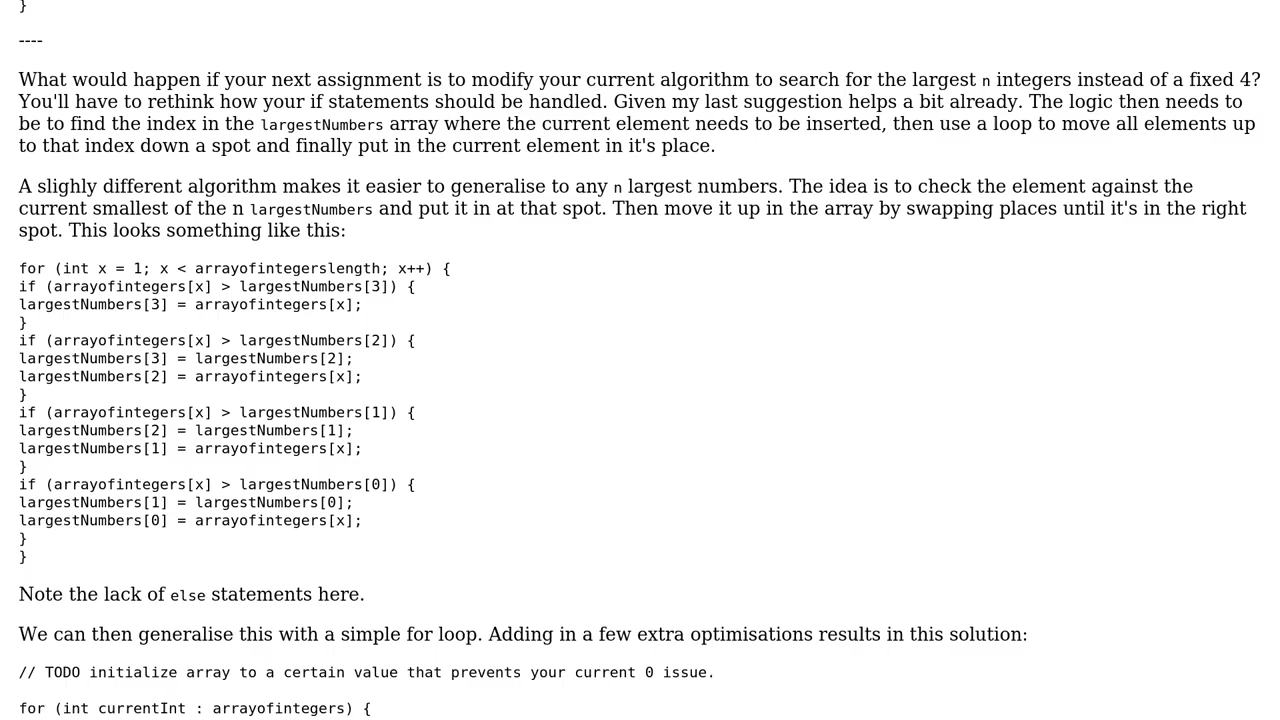 }
----
What would happen if your next assignment is to modify your current algorithm to search for the largest n integers instead of a fixed 4?
You'll have to rethink how your if statements should be handled. Given my last suggestion helps a bit already. The logic then needs to
be to find the index in the largestNumbers array where the current element needs to be inserted, then use a loop to move all elements up
to that index down a spot and finally put in the current element in it's place.
A slighly different algorithm makes it easier to generalise to any n largest numbers. The idea is to check the element against the
current smallest of the n largestNumbers and put it in at that spot. Then move it up in the array by swapping places until it's in the right
spot. This looks something like this:
for (int x = 1; x < arrayofintegerslength; x++) {
if (arrayofintegers[x] > largestNumbers[3]) {
largestNumbers[3] = arrayofintegers[x];
}
if (arrayofintegers[x] > largestNumbers[2]) {
largestNumbers[3] = largestNumbers[2];
largestNumbers[2] = arrayofintegers[x];
}
if (arrayofintegers[x] > largestNumbers[1]) {
largestNumbers[2] = largestNumbers[1];
largestNumbers[1] = arrayofintegers[x];
}
if (arrayofintegers[x] > largestNumbers[0]) {
largestNumbers[1] = largestNumbers[0];
largestNumbers[0] = arrayofintegers[x];
}
}
Note the lack of else statements here.
We can then generalise this with a simple for loop. Adding in a few extra optimisations results in this solution:
// TODO initialize array to a certain value that prevents your current 0 issue.
for (int currentInt : arrayofintegers) {